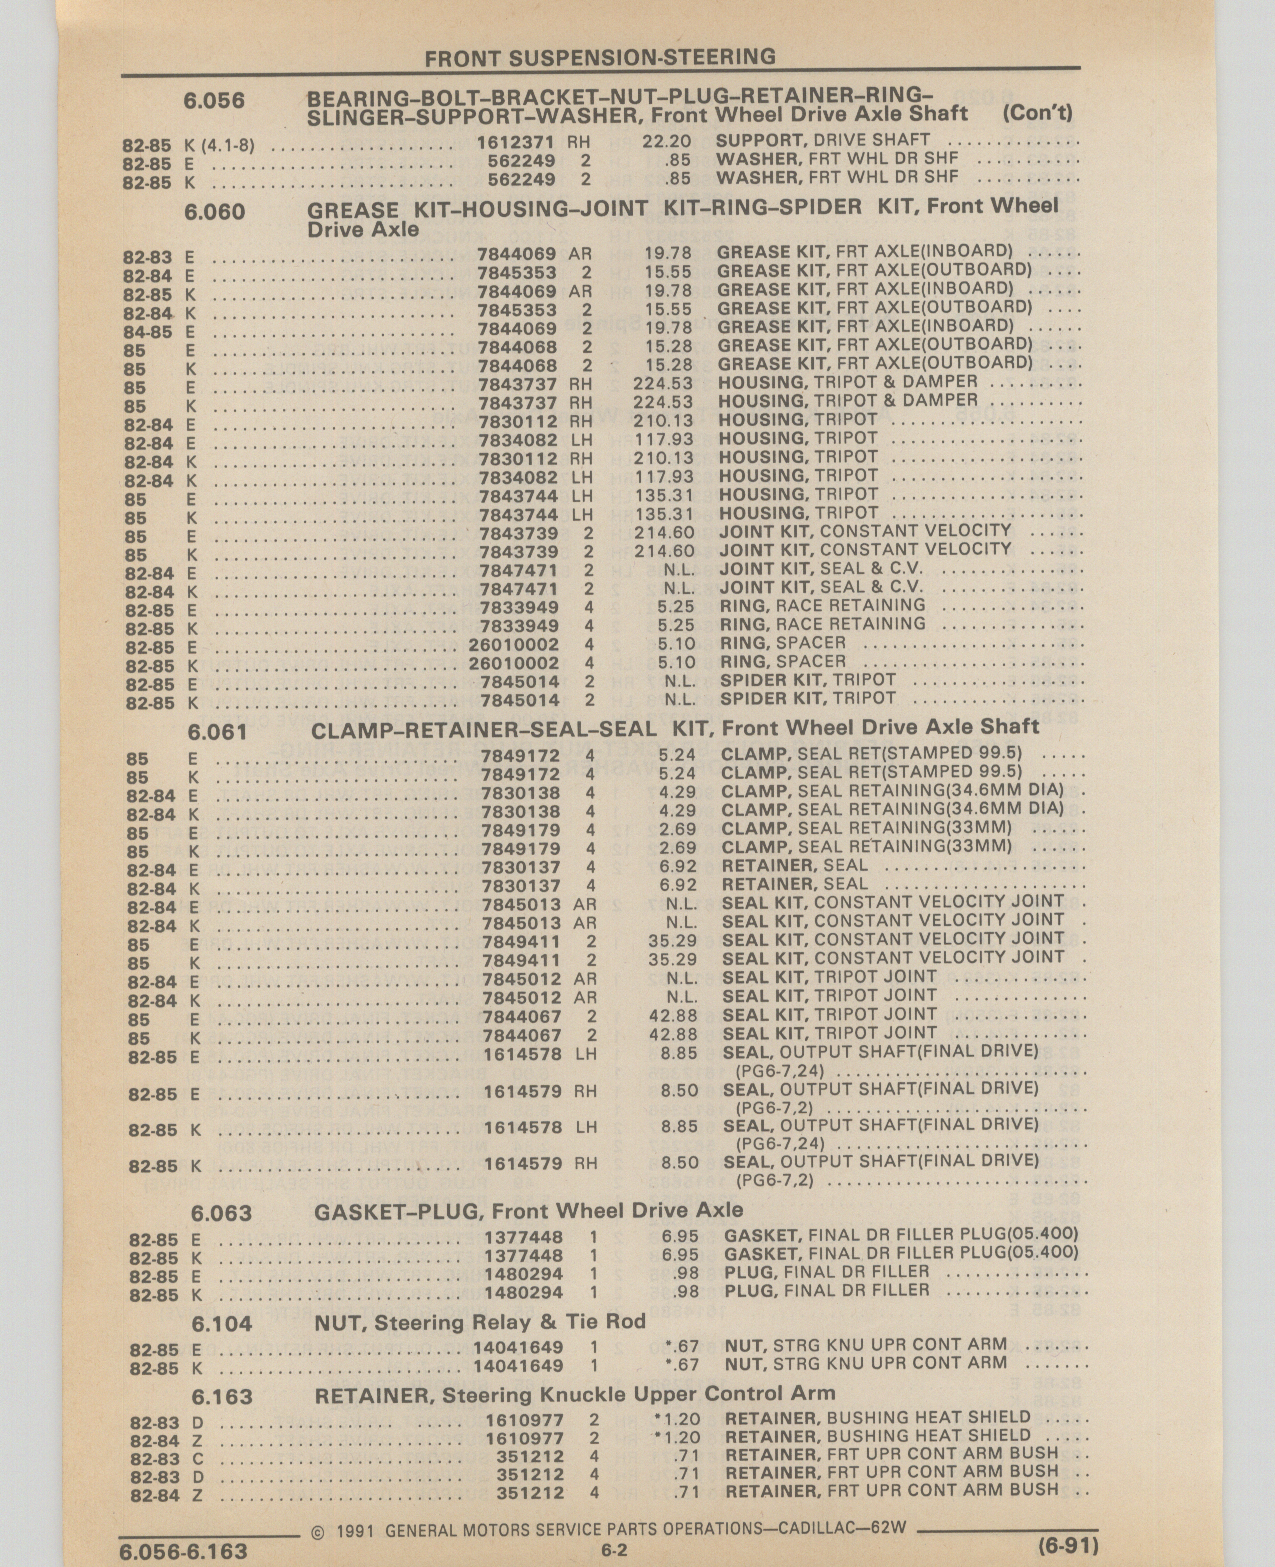 FRONT SUSPENSION-STEERING
6.056 BEARING–BOLT–BRACKET–NUT–PLUG–RETAINER–RING–
SLINGER–SUPPORT–WASHER, Front Wheel Drive Axle Shaft (Con't)
82-85 K (4.1-8) .................. 1612371 RH 22.20 SUPPORT, DRIVE SHAFT .............
82-85 E ........................ 562249 2 .85 WASHER, FRT WHL DR SHF ..........
82-85 K ........................ 562249 2 .85 WASHER, FRT WHL DR SHF ..........
6.060 GREASE KIT–HOUSING–JOINT KIT–RING–SPIDER KIT, Front Wheel
Drive Axle
82-83 E ........................ 7844069 AR 19.78 GREASE KIT, FRT AXLE(INBOARD) ......
82-84 E ........................ 7845353 2 15.55 GREASE KIT, FRT AXLE(OUTBOARD) ....
82-85 K ........................ 7844069 AR 19.78 GREASE KIT, FRT AXLE(INBOARD) ......
82-84 K ........................ 7845353 2 15.55 GREASE KIT, FRT AXLE(OUTBOARD) ....
84-85 E ........................ 7844069 2 19.78 GREASE KIT, FRT AXLE(INBOARD) ......
85 E ........................ 7844068 2 15.28 GREASE KIT, FRT AXLE(OUTBOARD) ....
85 K ........................ 7844068 2 15.28 GREASE KIT, FRT AXLE(OUTBOARD) ....
85 E ........................ 7843737 RH 224.53 HOUSING, TRIPOT & DAMPER ..........
85 K ........................ 7843737 RH 224.53 HOUSING, TRIPOT & DAMPER ..........
82-84 E ........................ 7830112 RH 210.13 HOUSING, TRIPOT ....................
82-84 E ........................ 7834082 LH 117.93 HOUSING, TRIPOT ....................
82-84 K ........................ 7830112 RH 210.13 HOUSING, TRIPOT ....................
82-84 K ........................ 7834082 LH 117.93 HOUSING, TRIPOT ....................
85 E ........................ 7843744 LH 135.31 HOUSING, TRIPOT ....................
85 K ........................ 7843744 LH 135.31 HOUSING, TRIPOT ....................
85 E ........................ 7843739 2 214.60 JOINT KIT, CONSTANT VELOCITY ......
85 K ........................ 7843739 2 214.60 JOINT KIT, CONSTANT VELOCITY ......
82-84 E ........................ 7847471 2 N.L. JOINT KIT, SEAL & C.V. ...............
82-84 K ........................ 7847471 2 N.L. JOINT KIT, SEAL & C.V. ...............
82-85 E ........................ 7833949 4 5.25 RING, RACE RETAINING ...............
82-85 K ........................ 7833949 4 5.25 RING, RACE RETAINING ...............
82-85 E ........................ 26010002 4 5.10 RING, SPACER .......................
82-85 K ........................ 26010002 4 5.10 RING, SPACER .......................
82-85 E ........................ 7845014 2 N.L. SPIDER KIT, TRIPOT ..................
82-85 K ........................ 7845014 2 N.L. SPIDER KIT, TRIPOT ..................
6.061 CLAMP–RETAINER–SEAL–SEAL KIT, Front Wheel Drive Axle Shaft
85 E ........................ 7849172 4 5.24 CLAMP, SEAL RET(STAMPED 99.5) .....
85 K ........................ 7849172 4 5.24 CLAMP, SEAL RET(STAMPED 99.5) .....
82-84 E ........................ 7830138 4 4.29 CLAMP, SEAL RETAINING(34.6MM DIA) .
82-84 K ........................ 7830138 4 4.29 CLAMP, SEAL RETAINING(34.6MM DIA) .
85 E ........................ 7849179 4 2.69 CLAMP, SEAL RETAINING(33MM) ......
85 K ........................ 7849179 4 2.69 CLAMP, SEAL RETAINING(33MM) ......
82-84 E ........................ 7830137 4 6.92 RETAINER, SEAL .....................
82-84 K ........................ 7830137 4 6.92 RETAINER, SEAL .....................
82-84 E ........................ 7845013 AR N.L. SEAL KIT, CONSTANT VELOCITY JOINT .
82-84 K ........................ 7845013 AR N.L. SEAL KIT, CONSTANT VELOCITY JOINT .
85 E ........................ 7849411 2 35.29 SEAL KIT, CONSTANT VELOCITY JOINT .
85 K ........................ 7849411 2 35.29 SEAL KIT, CONSTANT VELOCITY JOINT .
82-84 E ........................ 7845012 AR N.L. SEAL KIT, TRIPOT JOINT ..............
82-84 K ........................ 7845012 AR N.L. SEAL KIT, TRIPOT JOINT ..............
85 E ........................ 7844067 2 42.88 SEAL KIT, TRIPOT JOINT ..............
85 K ........................ 7844067 2 42.88 SEAL KIT, TRIPOT JOINT ..............
82-85 E ........................ 1614578 LH 8.85 SEAL, OUTPUT SHAFT(FINAL DRIVE)
(PG6-7,24) ..........................
82-85 E ........................ 1614579 RH 8.50 SEAL, OUTPUT SHAFT(FINAL DRIVE)
(PG6-7,2) ...........................
82-85 K ........................ 1614578 LH 8.85 SEAL, OUTPUT SHAFT(FINAL DRIVE)
(PG6-7,24) ..........................
82-85 K ........................ 1614579 RH 8.50 SEAL, OUTPUT SHAFT(FINAL DRIVE)
(PG6-7,2) ...........................
6.063 GASKET–PLUG, Front Wheel Drive Axle
82-85 E ........................ 1377448 1 6.95 GASKET, FINAL DR FILLER PLUG(05.400)
82-85 K ........................ 1377448 1 6.95 GASKET, FINAL DR FILLER PLUG(05.400)
82-85 E ........................ 1480294 1 .98 PLUG, FINAL DR FILLER ...............
82-85 K ........................ 1480294 1 .98 PLUG, FINAL DR FILLER ...............
6.104 NUT, Steering Relay & Tie Rod
82-85 E ........................ 14041649 1 *.67 NUT, STRG KNU UPR CONT ARM .......
82-85 K ........................ 14041649 1 *.67 NUT, STRG KNU UPR CONT ARM .......
6.163 RETAINER, Steering Knuckle Upper Control Arm
82-83 D .................. ..... 1610977 2 *1.20 RETAINER, BUSHING HEAT SHIELD .....
82-84 Z ........................ 1610977 2 *1.20 RETAINER, BUSHING HEAT SHIELD .....
82-83 C ........................ 351212 4 .71 RETAINER, FRT UPR CONT ARM BUSH ..
82-83 D ........................ 351212 4 .71 RETAINER, FRT UPR CONT ARM BUSH ..
82-84 Z ........................ 351212 4 .71 RETAINER, FRT UPR CONT ARM BUSH ..
© 1991 GENERAL MOTORS SERVICE PARTS OPERATIONS—CADILLAC—62W
6.056-6.163 6-2 (6-91)